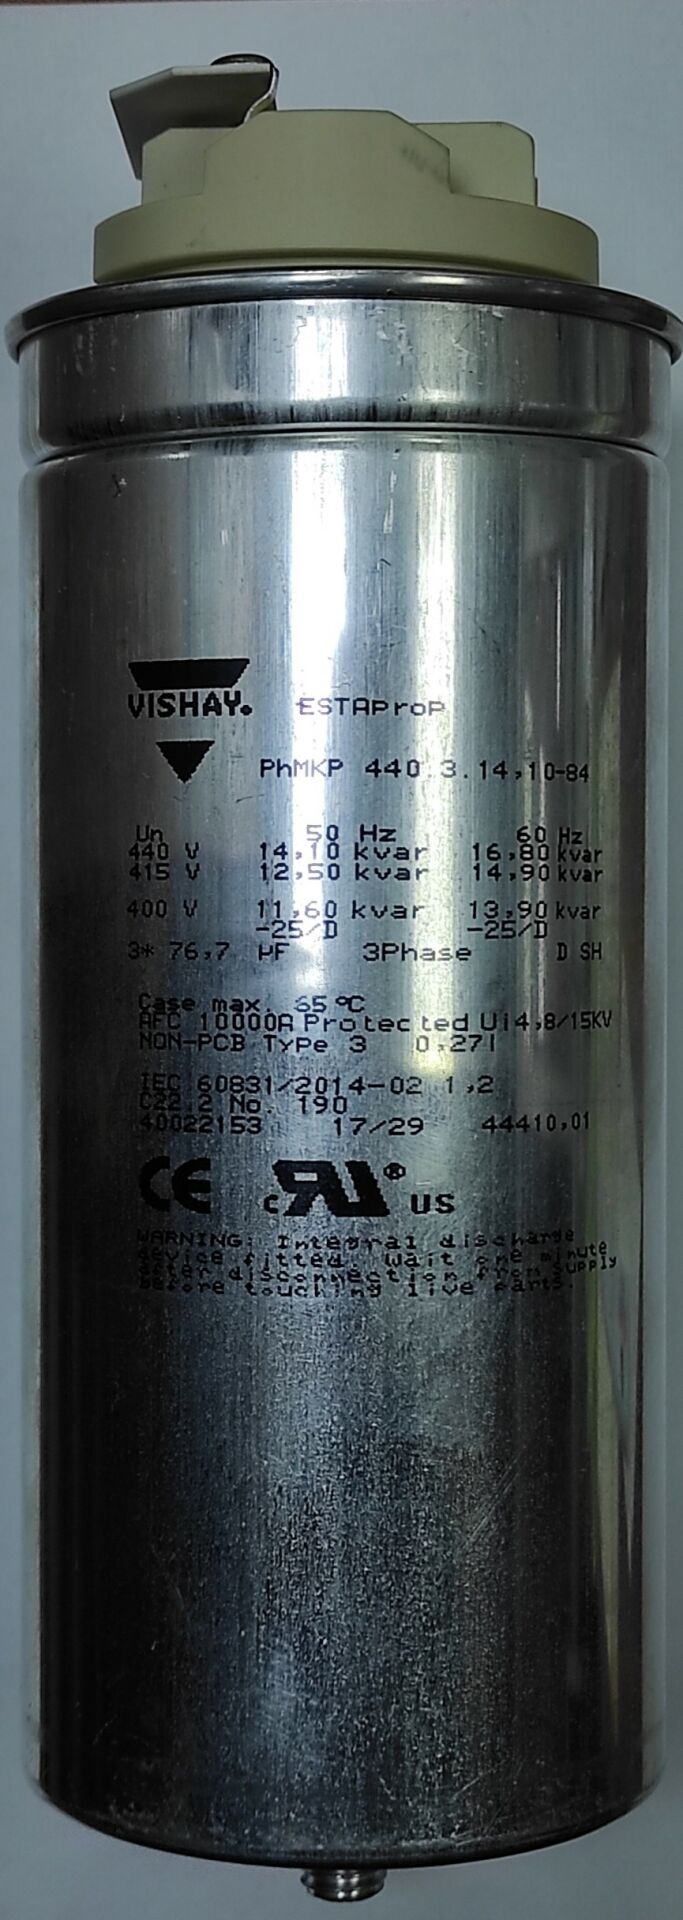 VISHAY. ESTAProP
PhMKP 440.3.14,10-84
Un 50 Hz 60 Hz
440 V 14,10 kvar 16,80 kvar
415 V 12,50 kvar 14,90 kvar
400 V 11,60 kvar 13,90 kvar
-25/D -25/D
3* 76,7 µF 3Phase D SH
Case max. 65 °C
AFC 10000A Protected Ui4,8/15KV
NON-PCB TyPe 3 0,27l
IEC 60831/2014-02 1,2
C22.2 No. 190
40022153 17/29 44410,01
CE c RU ® US
WARNING: Integral discharge
device fitted. Wait one minute
after disconnection from supply
before touching live parts.